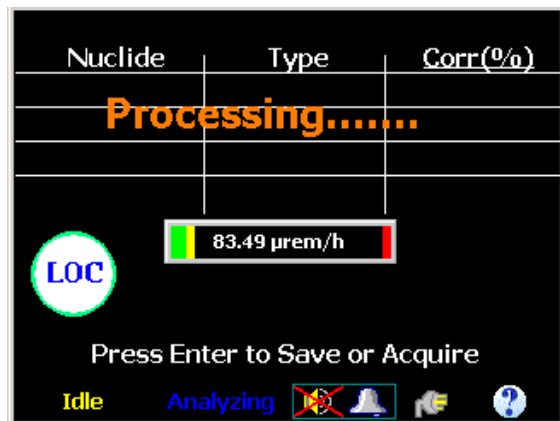 Nuclide Type Corr(%)
Processing.......
83.49 µrem/h
LOC
Press Enter to Save or Acquire
Idle Analyzing ?